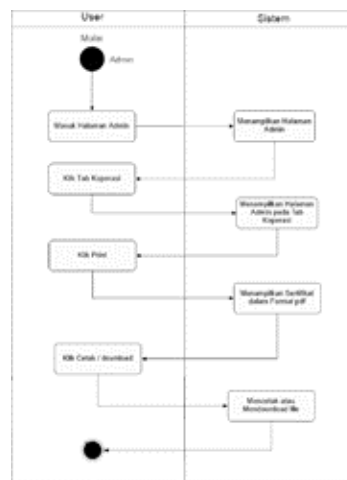 User
Sistem
Mulai
Admin
Masuk Halaman Admin
Menampilkan Halaman
Admin
Klik Tab Koperasi
Menampilkan Halaman
Admin pada Tab
Koperasi
Klik Print
Menampilkan Sertifikat
dalam Format pdf
Klik Cetak / download
Mencetak atau
Mendownload file